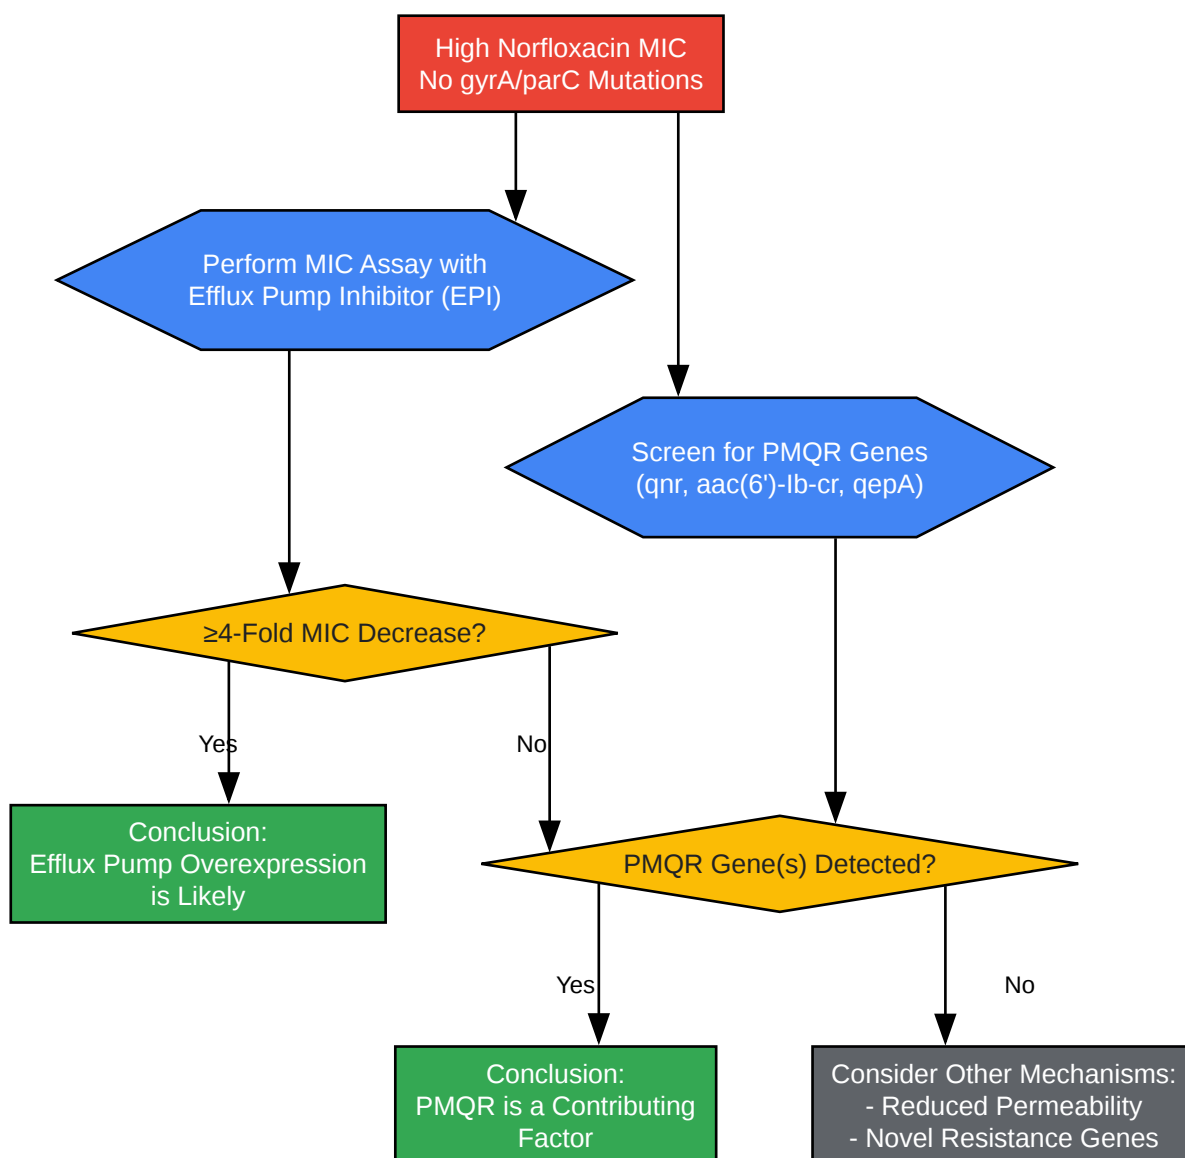 High Norfloxacin MIC
No gyrA/parC Mutations
Perform MIC Assay with
Efflux Pump Inhibitor (EPI)
Screen for PMQR Genes
(qnr, aac(6')-Ib-cr, qepA)
≥4-Fold MIC Decrease?
Yes
No
Conclusion:
Efflux Pump Overexpression
is Likely
PMQR Gene(s) Detected?
Yes
No
Conclusion:
PMQR is a Contributing
Factor
Consider Other Mechanisms:
- Reduced Permeability
- Novel Resistance Genes